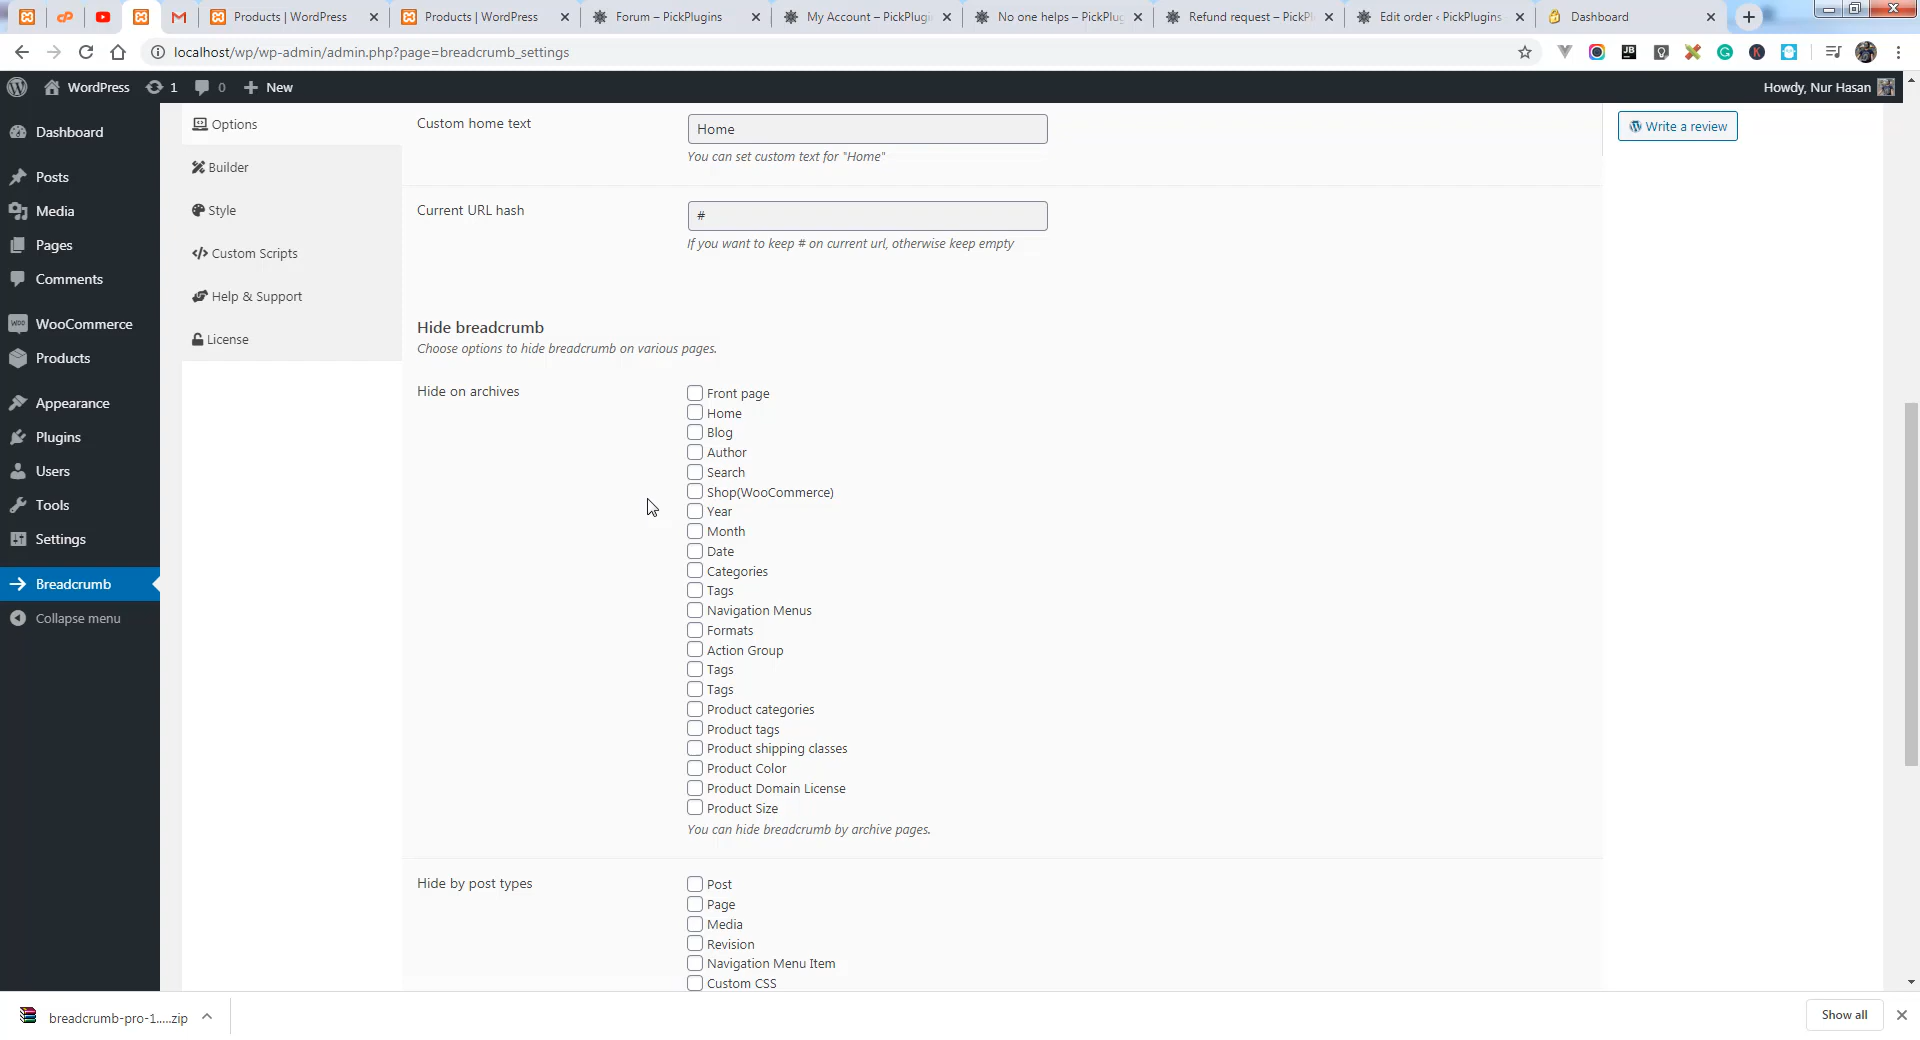 Products | WordPress
Products | WordPress
Forum – PickPlugins
My Account – PickPlugi
No one helps – PickPlug
Refund request – PickPl
Edit order ‹ PickPlugins
Dashboard
localhost/wp/wp-admin/admin.php?page=breadcrumb_settings
WordPress
1
0
New
Howdy, Nur Hasan
Dashboard
Posts
Media
Pages
Comments
WooCommerce
Products
Appearance
Plugins
Users
Tools
Settings
Breadcrumb
Collapse menu
Options
Builder
Style
Custom Scripts
Help & Support
License
Custom home text
Home
You can set custom text for "Home"
Current URL hash
#
If you want to keep # on current url, otherwise keep empty
Hide breadcrumb
Choose options to hide breadcrumb on various pages.
Hide on archives
Front page
Home
Blog
Author
Search
Shop(WooCommerce)
Year
Month
Date
Categories
Tags
Navigation Menus
Formats
Action Group
Tags
Tags
Product categories
Product tags
Product shipping classes
Product Color
Product Domain License
Product Size
You can hide breadcrumb by archive pages.
Hide by post types
Post
Page
Media
Revision
Navigation Menu Item
Custom CSS
Write a review
breadcrumb-pro-1.....zip
Show all